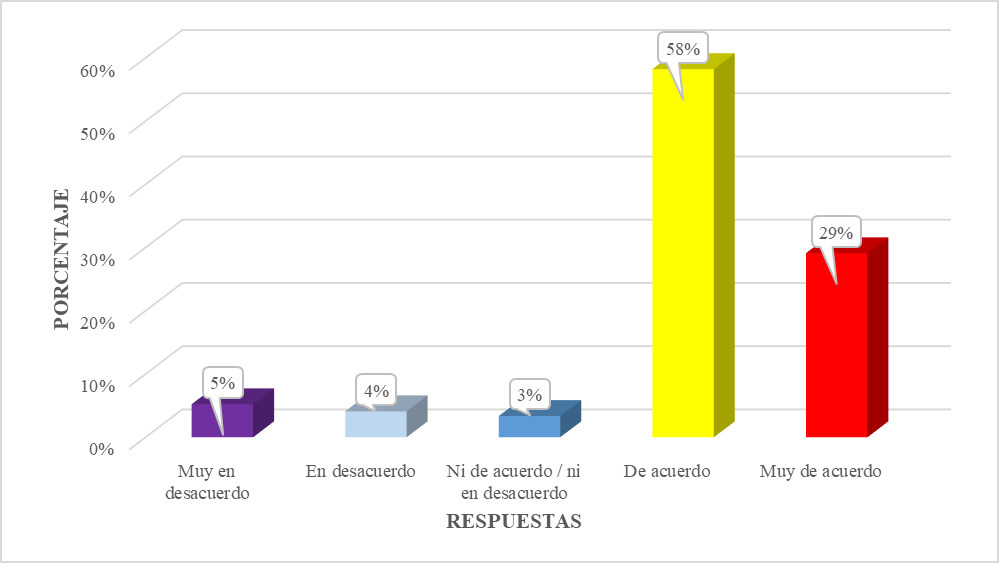 PORCENTAJE
60%
50%
40%
30%
20%
10%
0%
5%
4%
3%
58%
29%
Muy en
desacuerdo
En desacuerdo
Ni de acuerdo / ni
en desacuerdo
De acuerdo
Muy de acuerdo
RESPUESTAS